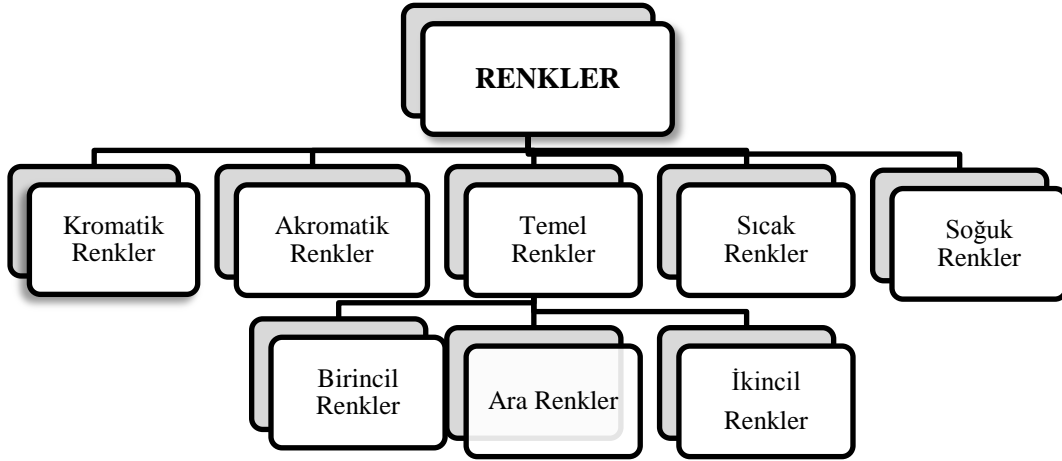 RENKLER
Kromatik
Renkler
Akromatik
Renkler
Temel
Renkler
Sıcak
Renkler
Soğuk
Renkler
Birincil
Renkler
Ara Renkler
İkincil
Renkler